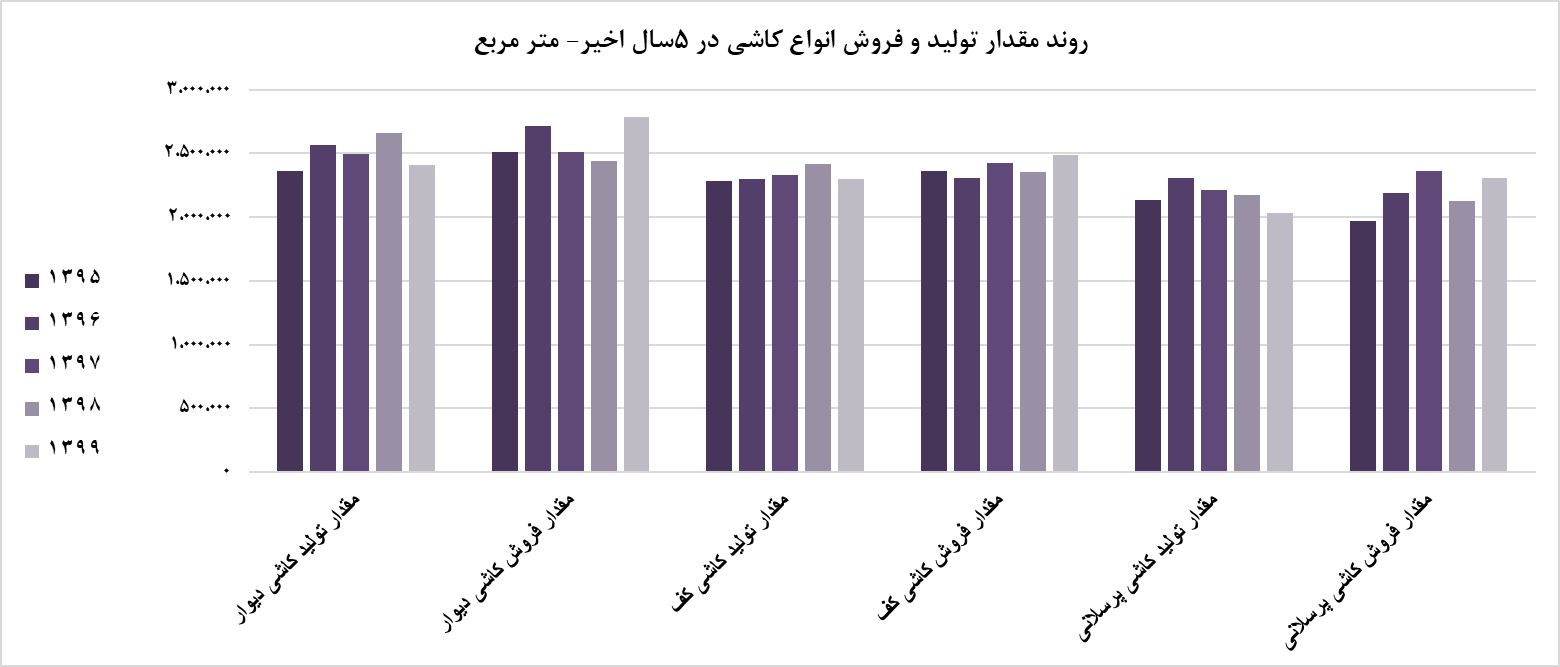 روند مقدار تولید و فروش انواع کاشی در ۵سال اخیر- متر مربع
۳.۰۰۰.۰۰۰
۲.۵۰۰.۰۰۰
۲.۰۰۰.۰۰۰
۱.۵۰۰.۰۰۰
۱.۰۰۰.۰۰۰
۵۰۰.۰۰۰
۰
۱۳۹۵
۱۳۹۶
۱۳۹۷
۱۳۹۸
۱۳۹۹
مقدار تولید کاشی دیوار
مقدار فروش کاشی دیوار
مقدار تولید کاشی کف
مقدار فروش کاشی کف
مقدار تولید کاشی پرسلانی
مقدار فروش کاشی پرسلانی